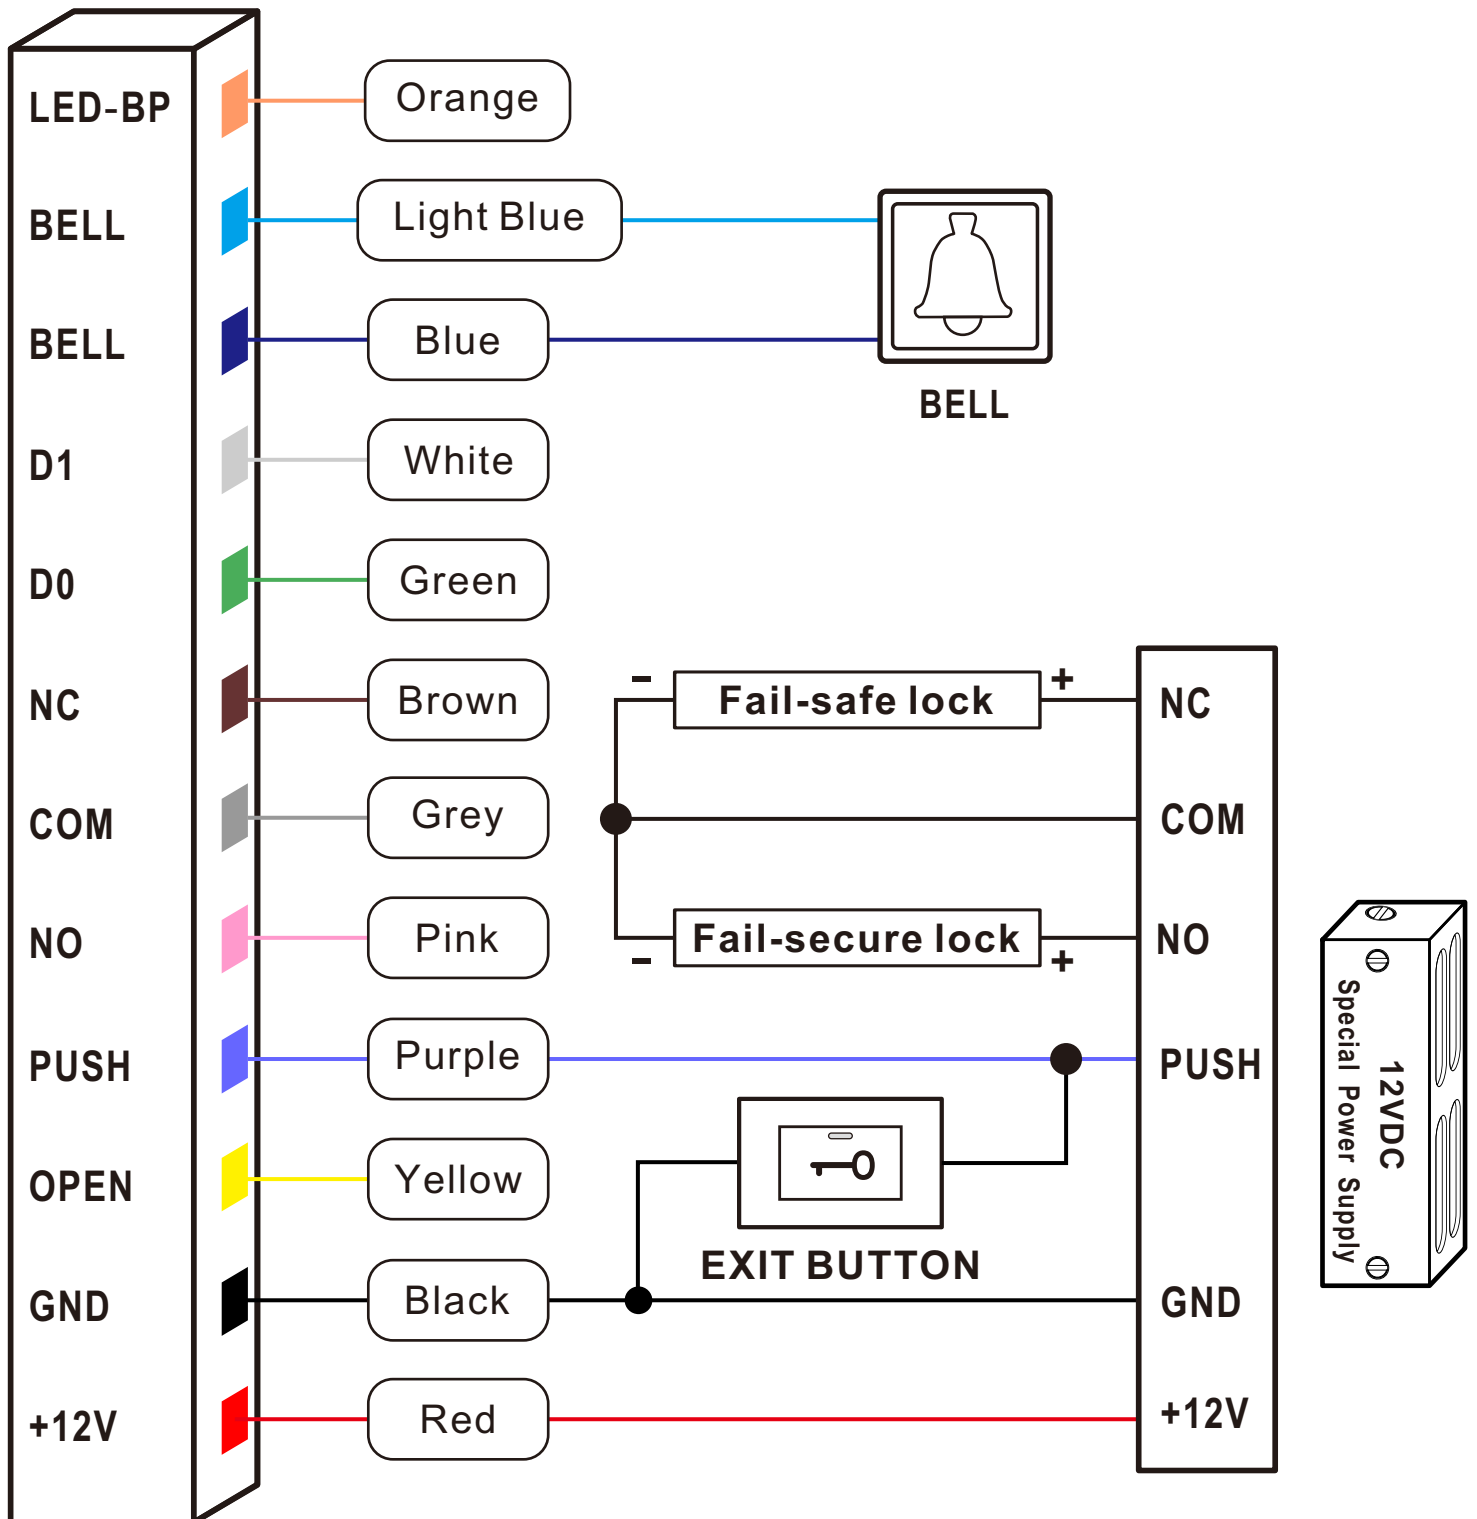 LED-BP
Orange
BELL
Light Blue
BELL
Blue
BELL
D1
White
D0
Green
NC
Brown
- Fail-safe lock +
NC
COM
Grey
COM
NO
Pink
- Fail-secure lock +
NO
PUSH
Purple
PUSH
OPEN
Yellow
EXIT BUTTON
GND
Black
GND
+12V
Red
+12V
12VDC
Special Power Supply